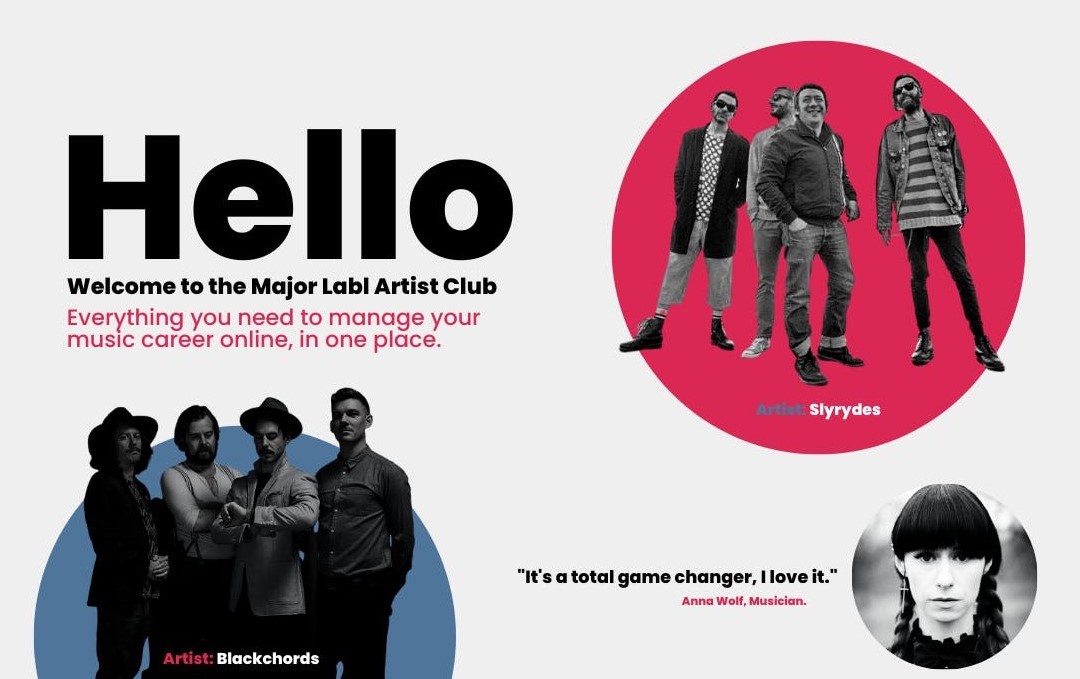 Hello
Welcome to the Major Labl Artist Club
Everything you need to manage your
music career online, in one place.
Artist: Slyrydes
"It's a total game changer, I love it."
Anna Wolf, Musician.
Artist: Blackchords